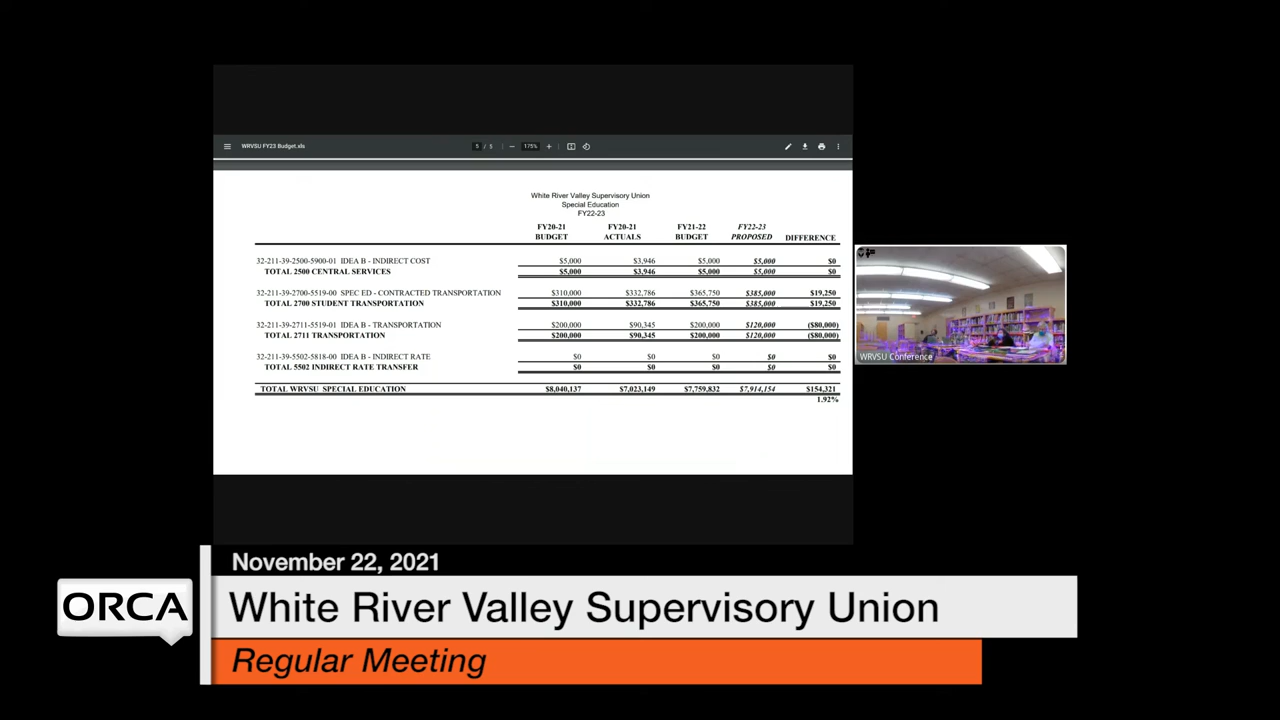 WRVSU FY23 Budget.xls
5 / 5
175%
White River Valley Supervisory Union
Special Education
FY22-23
FY20-21 BUDGET FY20-21 ACTUALS FY21-22 BUDGET FY22-23 PROPOSED DIFFERENCE
32-211-39-2500-5900-01 IDEA B - INDIRECT COST $5,000 $3,946 $5,000 $5,000 $0
TOTAL 2500 CENTRAL SERVICES $5,000 $3,946 $5,000 $5,000 $0
32-211-39-2700-5519-00 SPEC ED - CONTRACTED TRANSPORTATION $310,000 $332,786 $365,750 $385,000 $19,250
TOTAL 2700 STUDENT TRANSPORTATION $310,000 $332,786 $365,750 $385,000 $19,250
32-211-39-2711-5519-01 IDEA B - TRANSPORTATION $200,000 $90,345 $200,000 $120,000 ($80,000)
TOTAL 2711 TRANSPORTATION $200,000 $90,345 $200,000 $120,000 ($80,000)
32-211-39-5502-5818-00 IDEA B - INDIRECT RATE $0 $0 $0 $0 $0
TOTAL 5502 INDIRECT RATE TRANSFER $0 $0 $0 $0 $0
TOTAL WRVSU SPECIAL EDUCATION $8,040,137 $7,023,149 $7,759,832 $7,914,154 $154,321
1.92%
WRVSU Conference
November 22, 2021
ORCA
White River Valley Supervisory Union
Regular Meeting